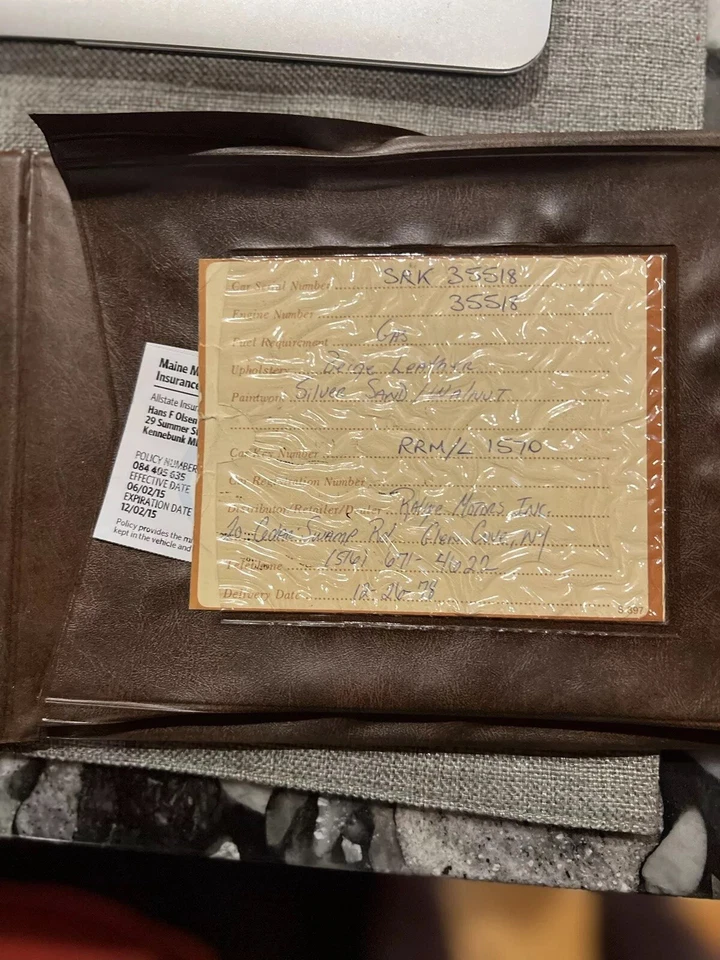 Car Serial Number SRK 35518
Engine Number 35518
Fuel Requirement Gas
Upholstery Beige Leather
Paintwork Silver Sand / Walnut
Car Key Number RRM/L 1570
Car Registration Number
Distributor/Retailer/Dealer Rallye Motors Inc.
20 Cedar Swamp Rd Glen Cove, NY
Telephone (516) 671-4622
Delivery Date 12-26-78
S 397
Maine M
Insurance
Allstate Insur
Hans F Olsen
29 Summer S
Kennebunk M
POLICY NUMBER
084 405 635
EFFECTIVE DATE
06/02/15
EXPIRATION DATE
12/02/15
Policy provides the mi
kept in the vehicle and